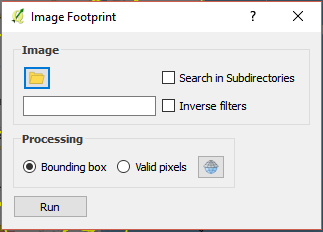 Image Footprint
?
Image
Search in Subdirectories
Inverse filters
Processing
Bounding box
Valid pixels
Run